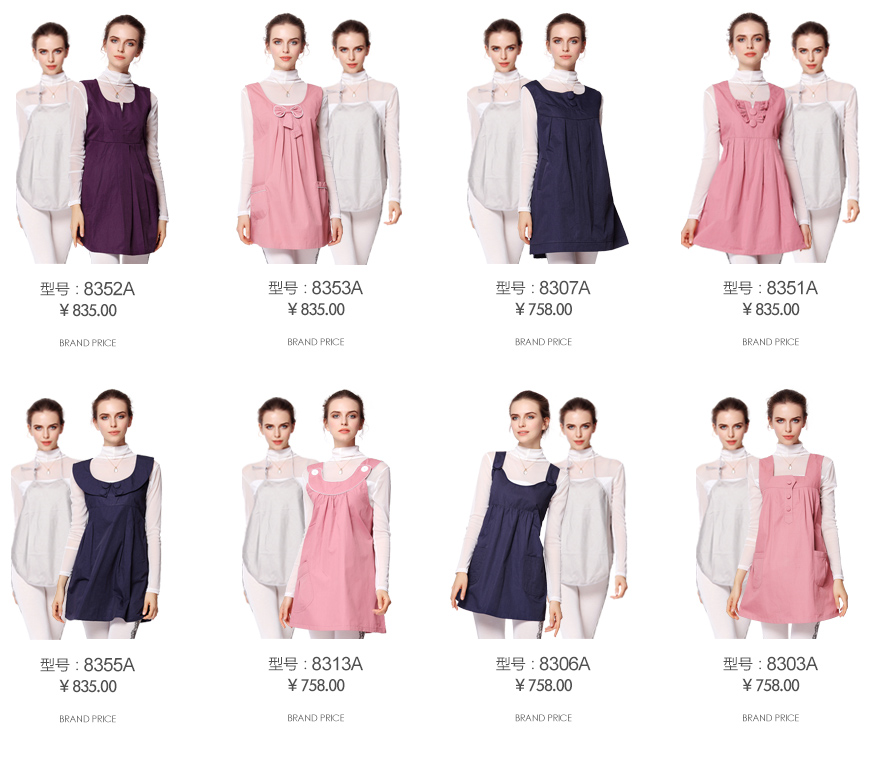 型号：8352A
￥835.00
BRAND PRICE
型号：8353A
￥835.00
BRAND PRICE
型号：8307A
￥758.00
BRAND PRICE
型号：8351A
￥835.00
BRAND PRICE
型号：8355A
￥835.00
BRAND PRICE
型号：8313A
￥758.00
BRAND PRICE
型号：8306A
￥758.00
BRAND PRICE
型号：8303A
￥758.00
BRAND PRICE